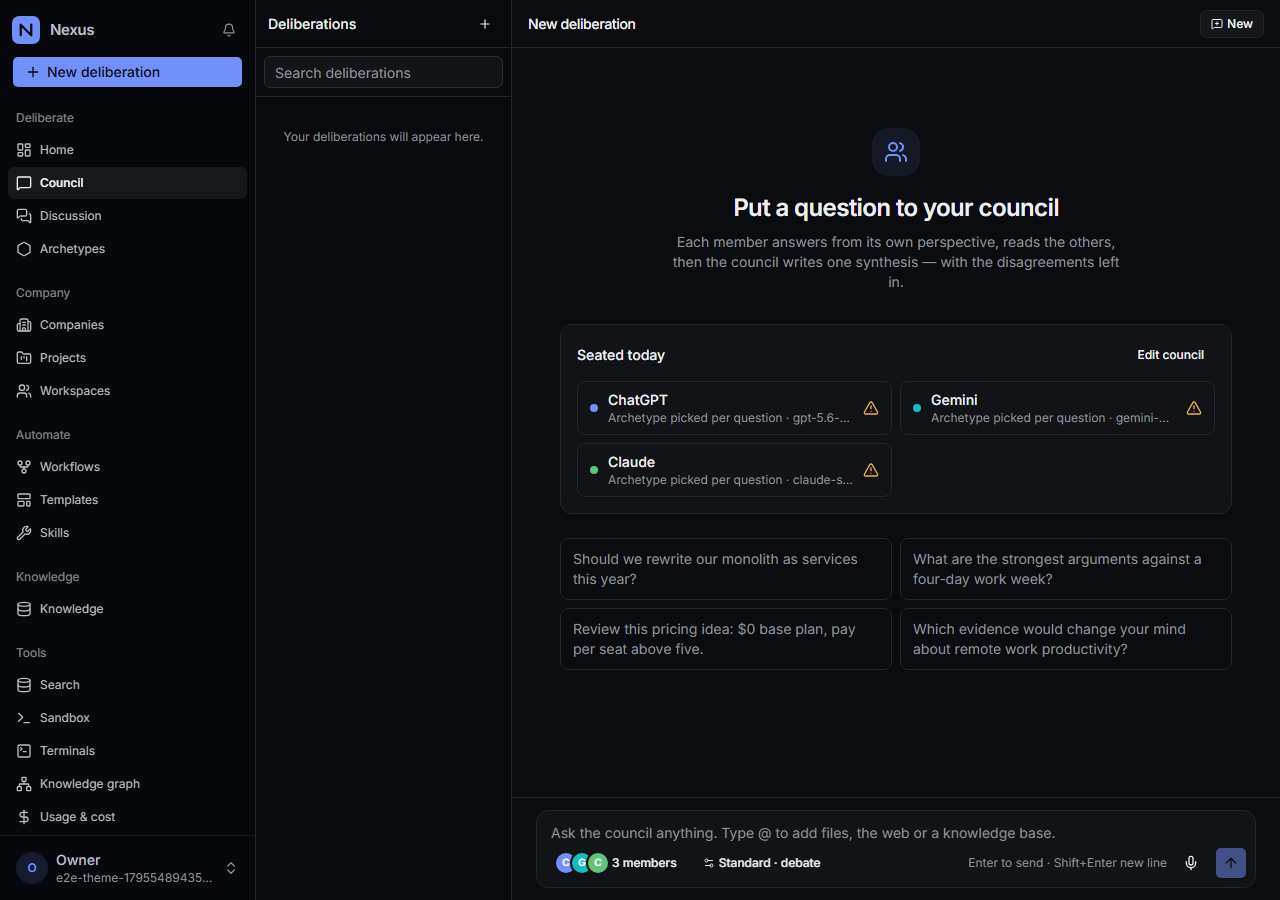 Nexus
New deliberation
Deliberate
Home
Council
Discussion
Archetypes
Company
Companies
Projects
Workspaces
Automate
Workflows
Templates
Skills
Knowledge
Knowledge
Tools
Search
Sandbox
Terminals
Knowledge graph
Usage & cost
O
Owner
e2e-theme-17955489435...
Deliberations
Search deliberations
Your deliberations will appear here.
New deliberation
New
Put a question to your council
Each member answers from its own perspective, reads the others,
then the council writes one synthesis — with the disagreements left
in.
Seated today
Edit council
ChatGPT
Archetype picked per question · gpt-5.6-...
Gemini
Archetype picked per question · gemini-...
Claude
Archetype picked per question · claude-s...
Should we rewrite our monolith as services
this year?
What are the strongest arguments against a
four-day work week?
Review this pricing idea: $0 base plan, pay
per seat above five.
Which evidence would change your mind
about remote work productivity?
Ask the council anything. Type @ to add files, the web or a knowledge base.
C G C 3 members
Standard · debate
Enter to send · Shift+Enter new line